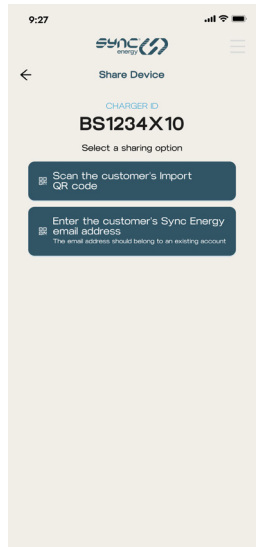 9:27
sync
energy
Share Device
CHARGER ID
BS1234X10
Select a sharing option
Scan the customer's Import
QR code
Enter the customer's Sync Energy
email address
The email address should belong to an existing account